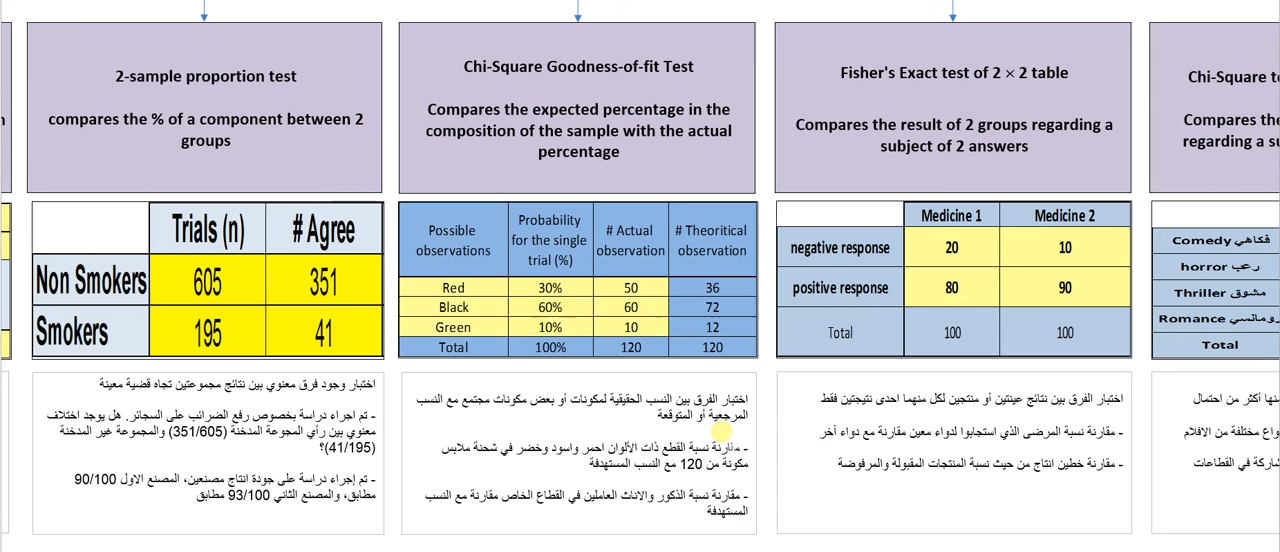 2-sample proportion test
compares the % of a component between 2
groups
Trials (n) # Agree
Non Smokers 605 351
Smokers 195 41
اختبار وجود فرق معنوي بين نتائج مجموعتين تجاه قضية معينة
- تم اجراء دراسة بخصوص رفع الضرائب على السجائر. هل يوجد اختلاف
معنوي بين رأي المجوعة المدخنة (351/605) والمجموعة غير المدخنة
(41/195)؟
- تم إجراء دراسة على جودة انتاج مصنعين، المصنع الاول 90/100
مطابق، والمصنع الثاني 93/100 مطابق
Chi-Square Goodness-of-fit Test
Compares the expected percentage in the
composition of the sample with the actual
percentage
Possible observations Probability for the single trial (%) # Actual observation # Theoritical observation
Red 30% 50 36
Black 60% 60 72
Green 10% 10 12
Total 100% 120 120
اختبار الفرق بين النسب الحقيقية لمكونات أو بعض مكونات مجتمع مع النسب
المرجعية أو المتوقعة
- مقارنة نسبة القطع ذات الألوان احمر واسود وخضر في شحنة ملابس
مكونة من 120 مع النسب المستهدفة
- مقارنة نسبة الذكور والاناث العاملين في القطاع الخاص مقارنة مع النسب
المستهدفة
Fisher's Exact test of 2 × 2 table
Compares the result of 2 groups regarding a
subject of 2 answers
Medicine 1 Medicine 2
negative response 20 10
positive response 80 90
Total 100 100
اختبار الفرق بين نتائج عينتين أو منتجين لكل منهما احدى نتيجتين فقط
- مقارنة نسبة المرضى الذي استجابوا لدواء معين مقارنة مع دواء آخر
- مقارنة خطين انتاج من حيث نسبة المنتجات المقبولة والمرفوضة
Chi-Square
Compares the
regarding a
Comedy فكاهي
horror رعب
Thriller مشوق
Romance رومانسي
Total
أكثر من احتمال
مختلفة من الافلام
في القطاعات